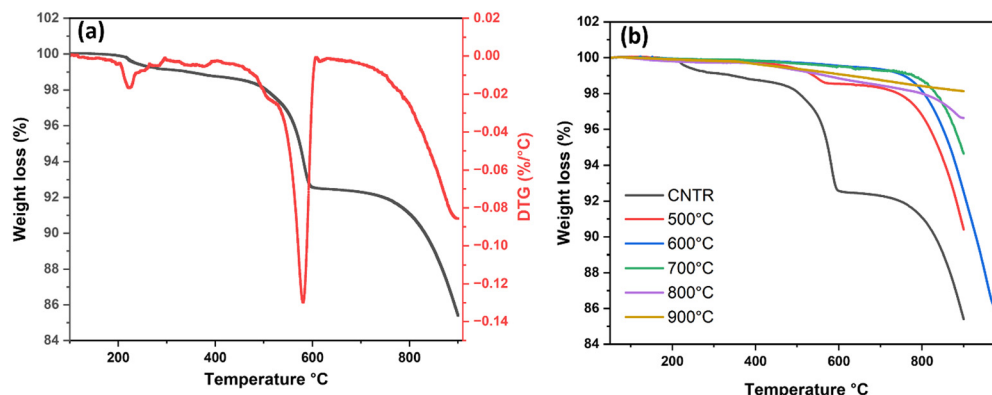 (a)
102
100
98
96
94
92
90
88
86
84
Weight loss (%)
200
400
600
800
Temperature °C
0.02
0.00
−0.02
−0.04
−0.06
−0.08
−0.10
−0.12
−0.14
DTG (%/°C)
(b)
102
100
98
96
94
92
90
88
86
84
Weight loss (%)
CNTR
500°C
600°C
700°C
800°C
900°C
200
400
600
800
Temperature °C